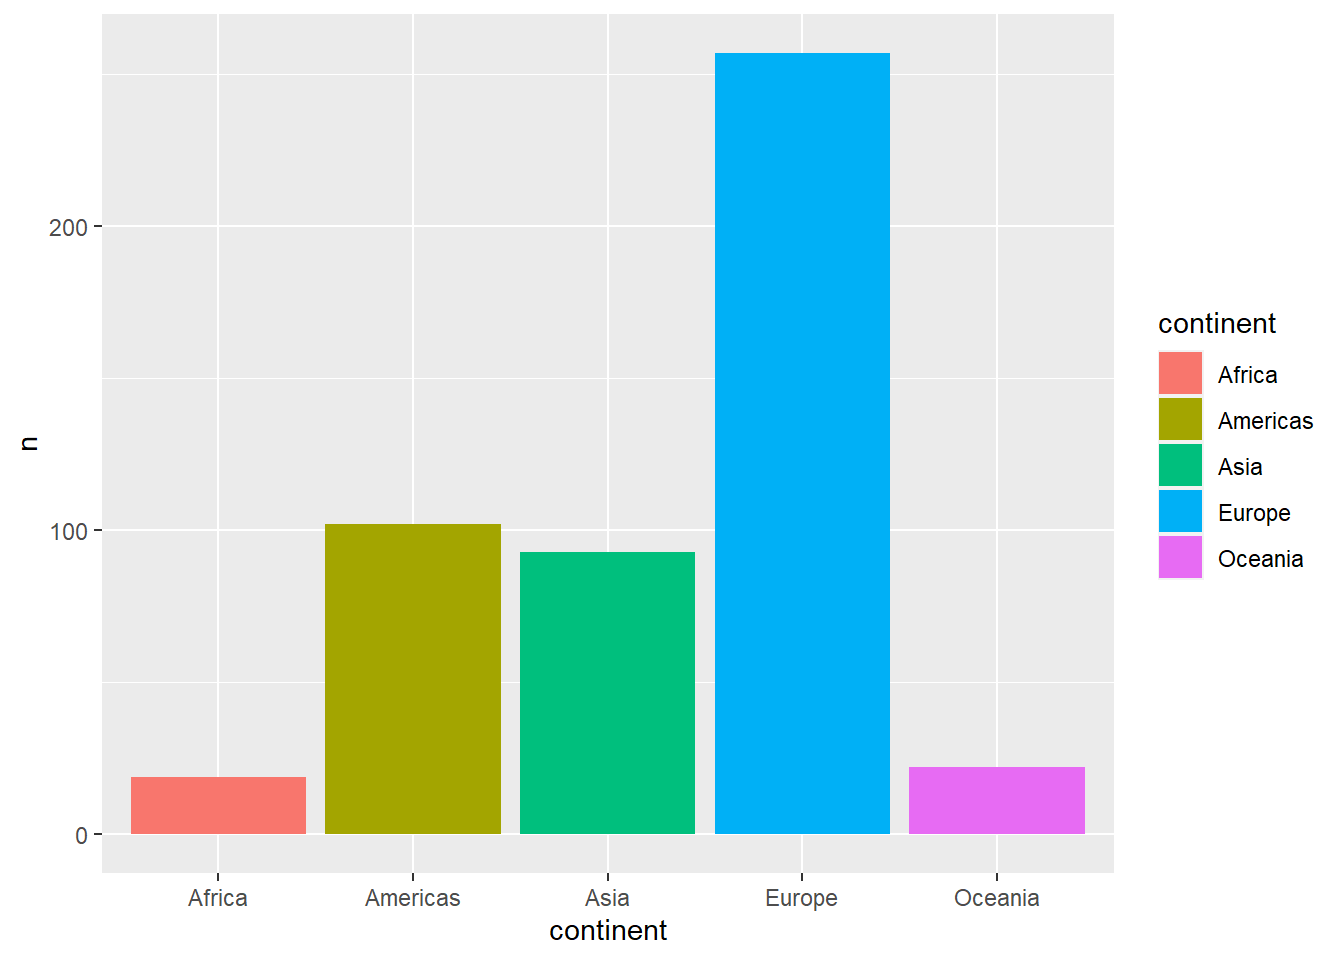 200
100
0
n
Africa Americas Asia Europe Oceania
continent
continent
Africa
Americas
Asia
Europe
Oceania